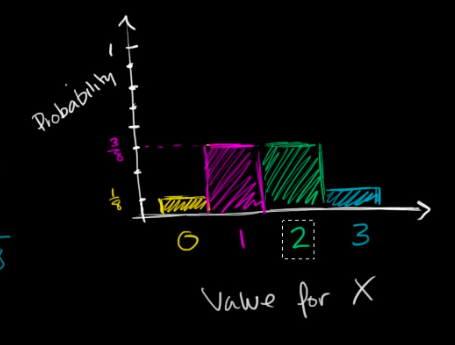 1
Probability
3/8
1/8
0 1 2 3
Value for X